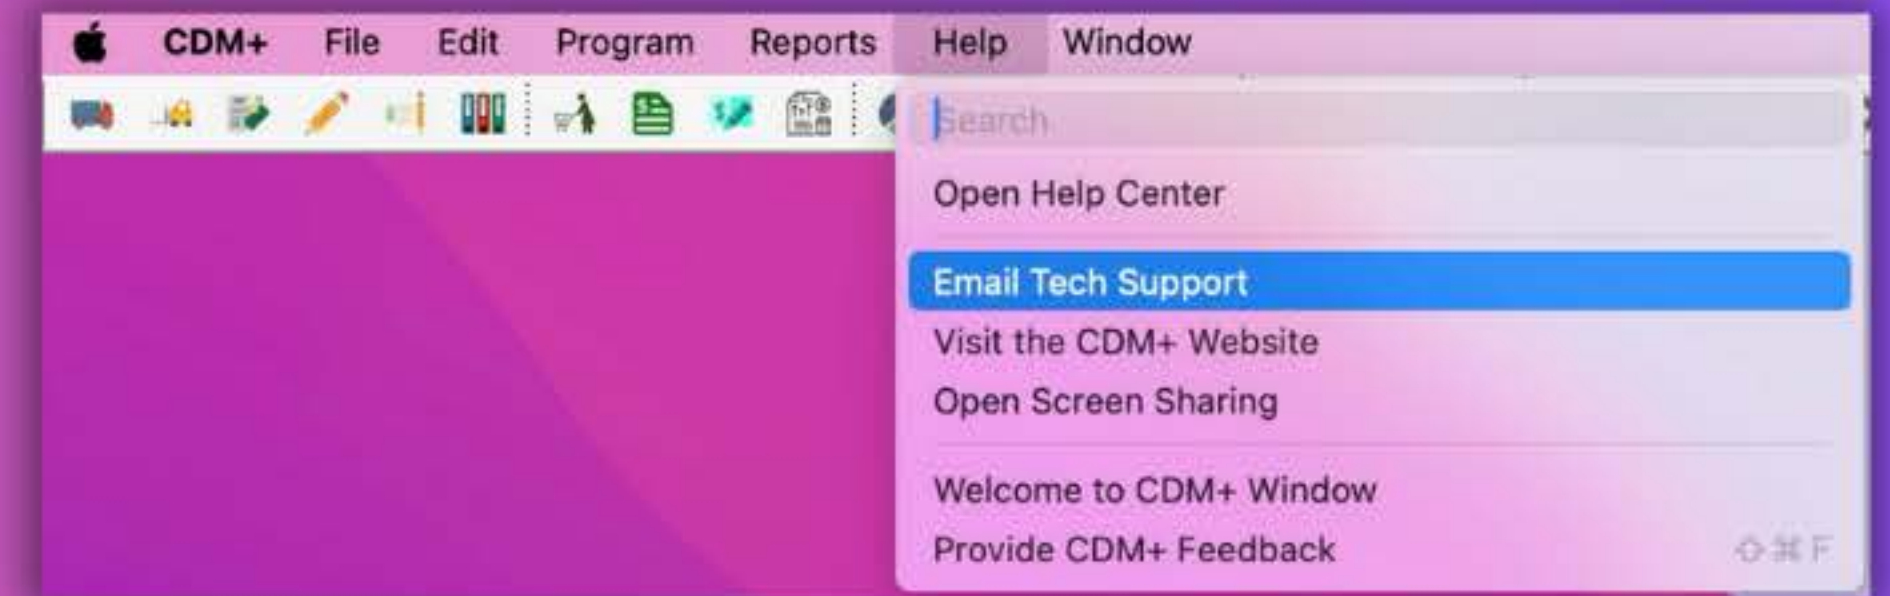 CDM+ File Edit Program Reports Help Window
Search
Open Help Center
Email Tech Support
Visit the CDM+ Website
Open Screen Sharing
Welcome to CDM+ Window
Provide CDM+ Feedback ⇧⌘F